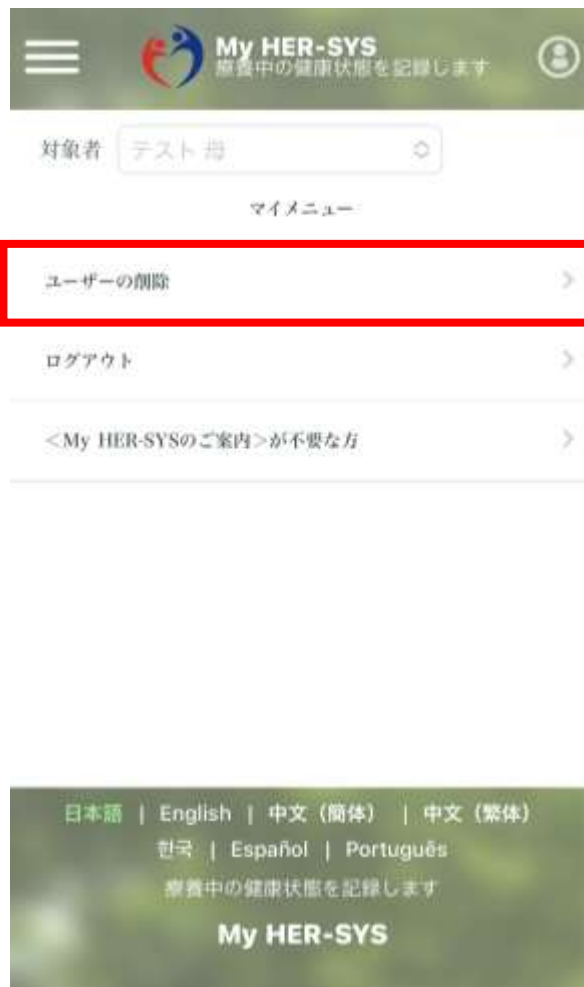 My HER-SYS
療養中の健康状態を記録します
対象者 テスト 母
マイメニュー
ユーザーの削除
ログアウト
＜My HER-SYSのご案内＞が不要な方
日本語 | English | 中文（簡体） | 中文（繁体）
한국 | Español | Português
療養中の健康状態を記録します
My HER-SYS